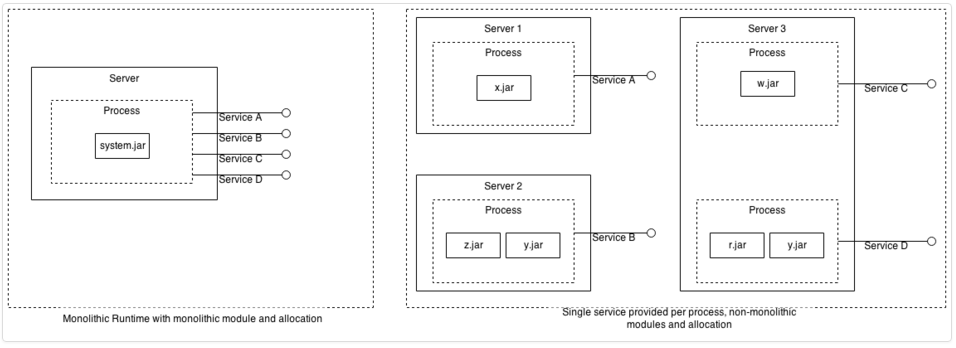 Server
Process
system.jar
Service A
Service B
Service C
Service D
Monolithic Runtime with monolithic module and allocation
Server 1
Process
x.jar
Service A
Server 2
Process
z.jar
y.jar
Service B
Server 3
Process
w.jar
Service C
Process
r.jar
y.jar
Service D
Single service provided per process, non-monolithic
modules and allocation